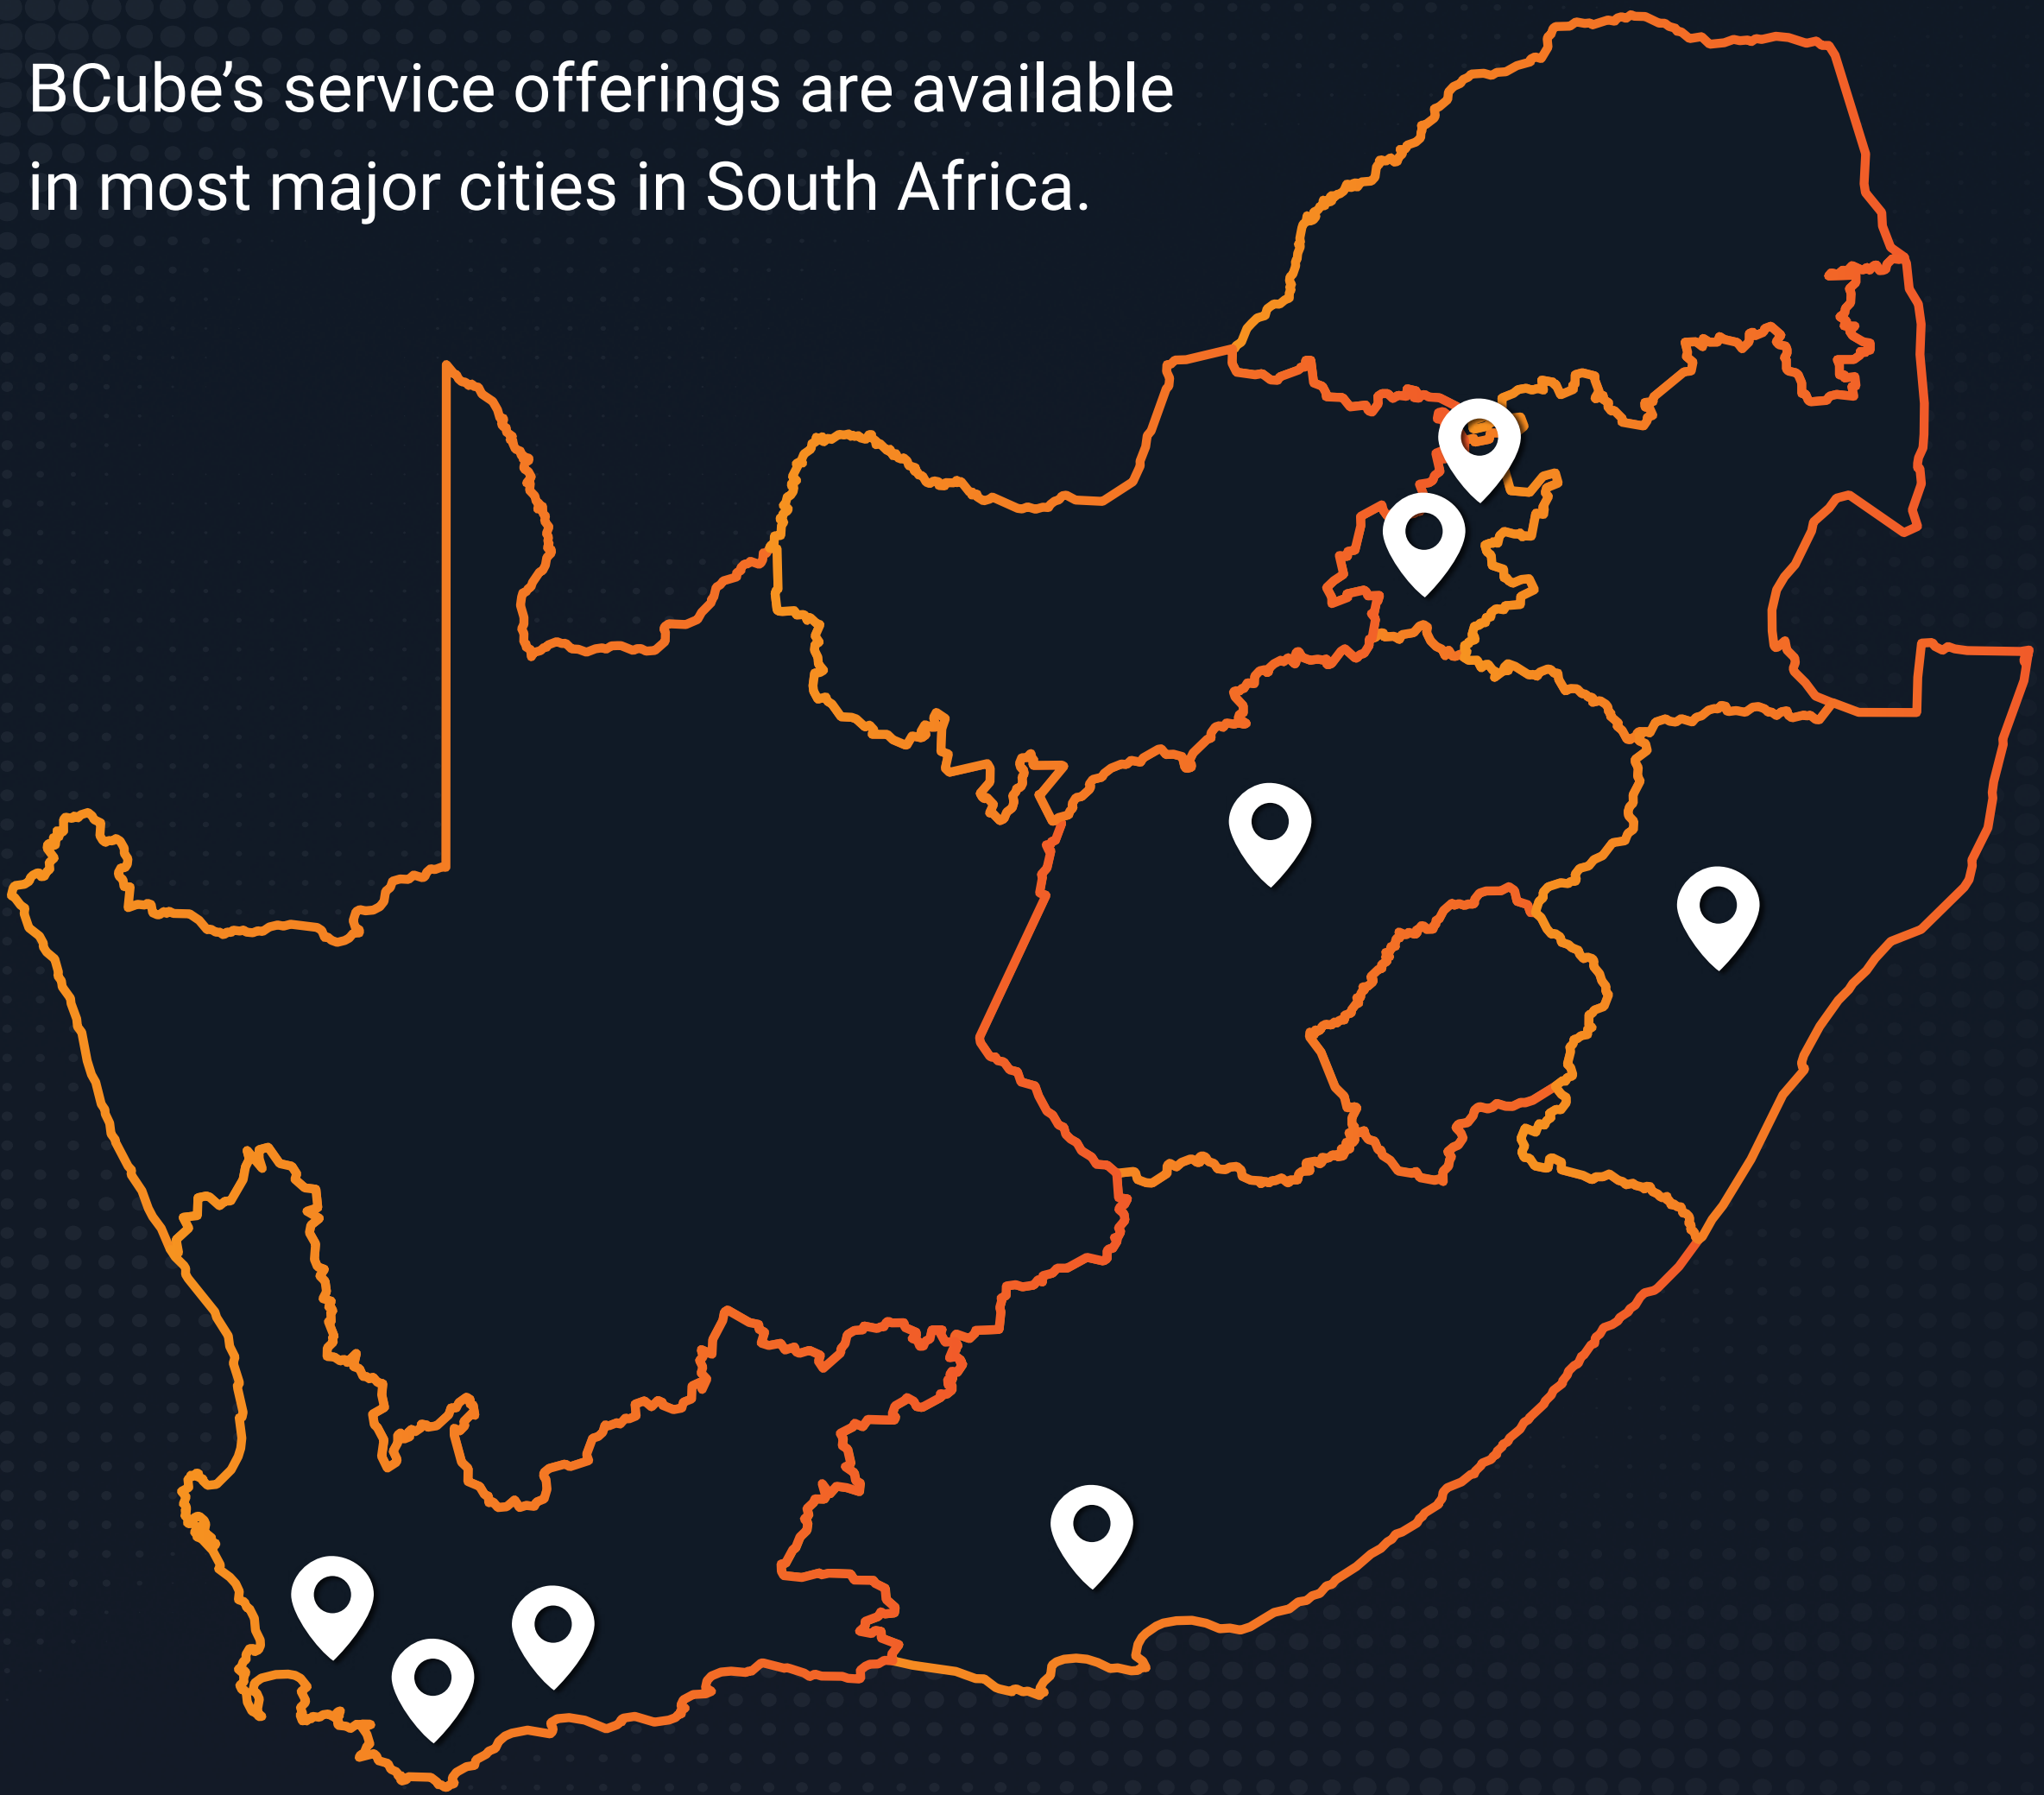 BCube’s service offerings are available
in most major cities in South Africa.